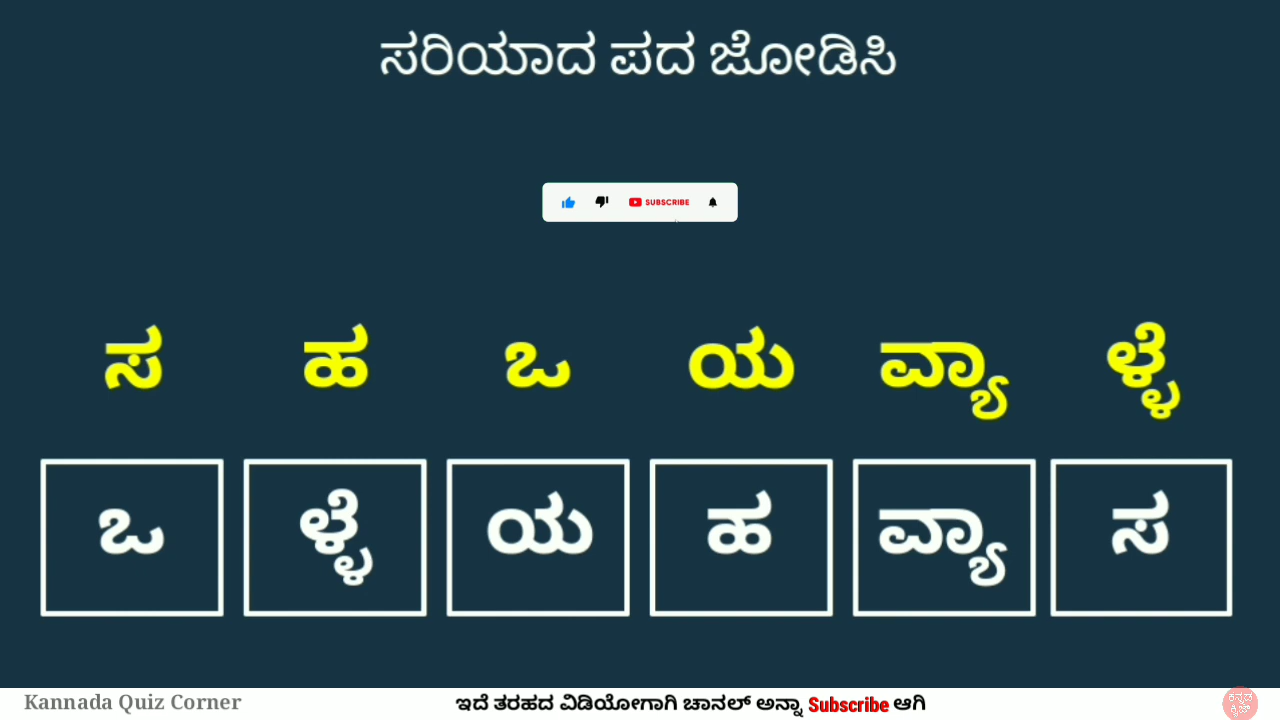 ಸರಿಯಾದ ಪದ ಜೋಡಿಸಿ
SUBSCRIBE
ಸ ಹ ಒ ಯ ವ್ಯಾ ಳ್ಳೆ
ಒ ಳ್ಳೆ ಯ ಹ ವ್ಯಾ ಸ
Kannada Quiz Corner
ಇದೆ ತರಹದ ವಿಡಿಯೋಗಾಗಿ ಚಾನಲ್ ಅನ್ನಾ Subscribe ಆಗಿ